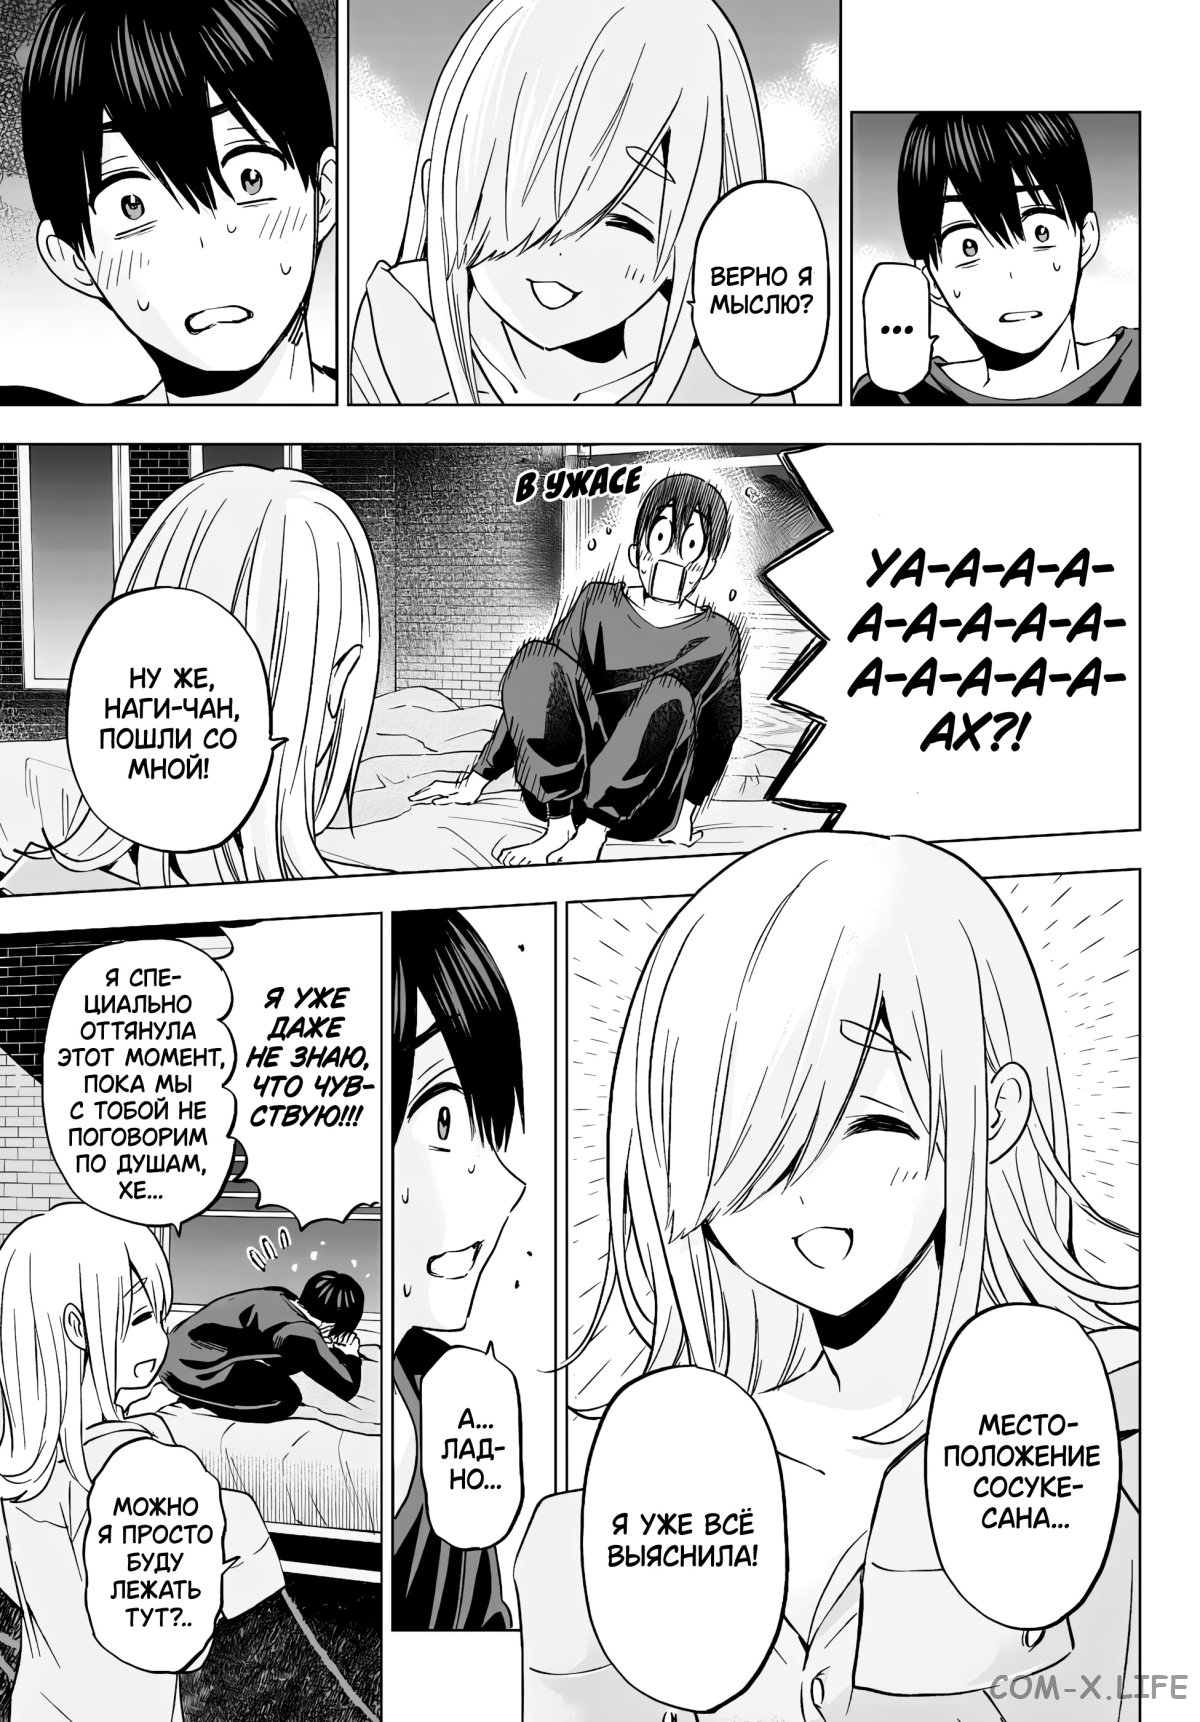 ...
ВЕРНО Я
МЫСЛЮ?
УА-А-А-А-
А-А-А-А-А-
А-А-А-А-А-
АХ?!
В УЖАСЕ
НУ ЖЕ,
НАГИ-ЧАН,
ПОШЛИ СО
МНОЙ!
МЕСТО-
ПОЛОЖЕНИЕ
СОСУКЕ-
САНА...
Я УЖЕ ВСЁ
ВЫЯСНИЛА!
А...
ЛАД-
НО...
Я УЖЕ
ДАЖЕ
НЕ ЗНАЮ,
ЧТО ЧУВ-
СТВУЮ!!!
Я СПЕ-
ЦИАЛЬНО
ОТТЯНУЛА
ЭТОТ МОМЕНТ,
ПОКА МЫ
С ТОБОЙ НЕ
ПОГОВОРИМ
ПО ДУШАМ,
ХЕ...
МОЖНО
Я ПРОСТО
БУДУ
ЛЕЖАТЬ
ТУТ?..
COM-X.LIFE